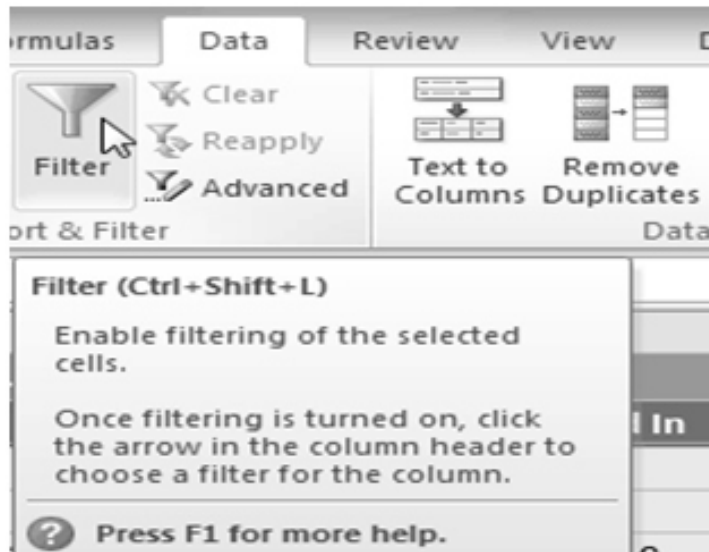 ormulas Data Review View
Clear
Reapply
Filter
Advanced
Text to Columns
Remove Duplicates
ort & Filter
Data
Filter (Ctrl+Shift+L)
Enable filtering of the selected
cells.
Once filtering is turned on, click
the arrow in the column header to
choose a filter for the column.
Press F1 for more help.
In